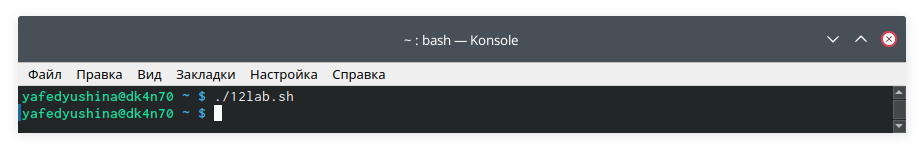 ~ : bash — Konsole
Файл Правка Вид Закладки Настройка Справка
yafedyushina@dk4n70 ~ $ ./12lab.sh
yafedyushina@dk4n70 ~ $